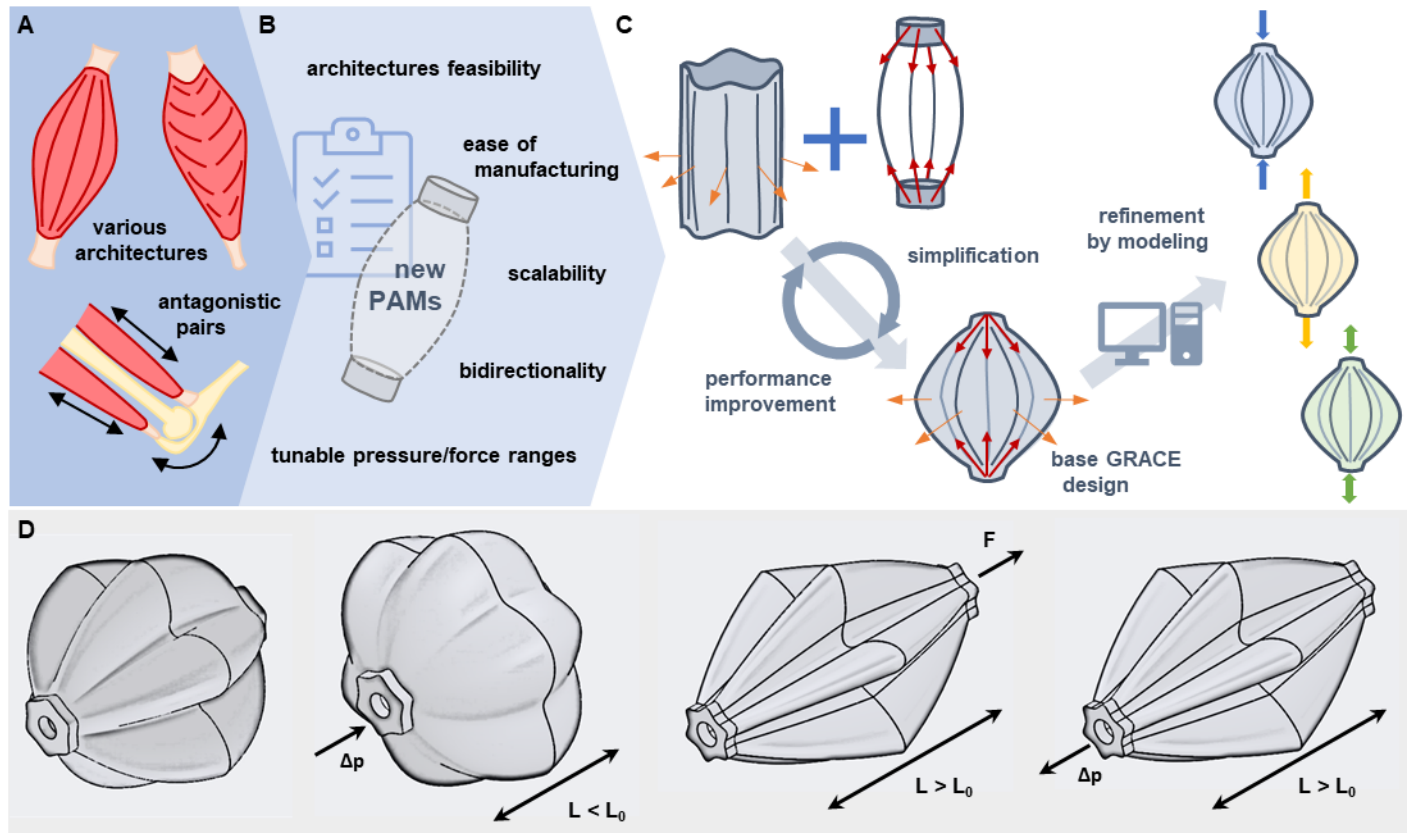 A
various
architectures
antagonistic
pairs
B
architectures feasibility
ease of
manufacturing
new
PAMs
scalability
bidirectionality
tunable pressure/force ranges
C
simplification
performance
improvement
base GRACE
design
refinement
by modeling
D
Δp
L < L₀
F
L > L₀
Δp
L > L₀